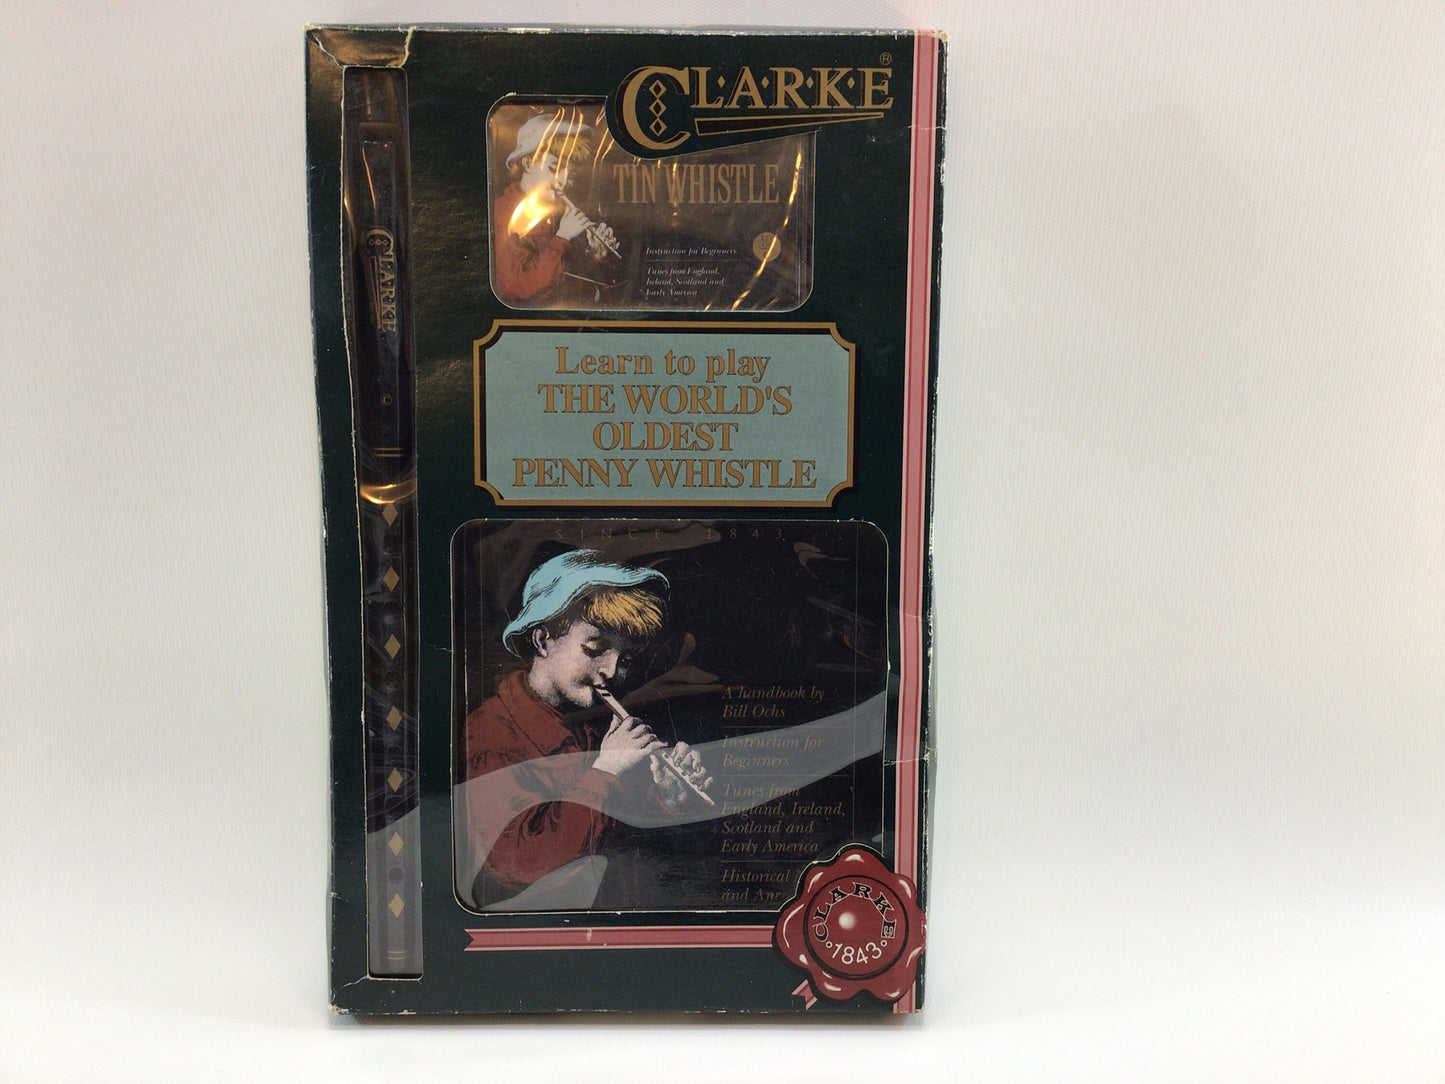 CLARKE®
TIN WHISTLE
Instruction for Beginners
Tunes from England,
Ireland, Scotland and
Early America
CLARKE
©
Learn to play
THE WORLD'S
OLDEST
PENNY WHISTLE
SINCE 1843
A handbook by
Bill Ochs
Instruction for
Beginners
Tunes from
England, Ireland,
Scotland and
Early America
Historical
and
CLARKE
1843